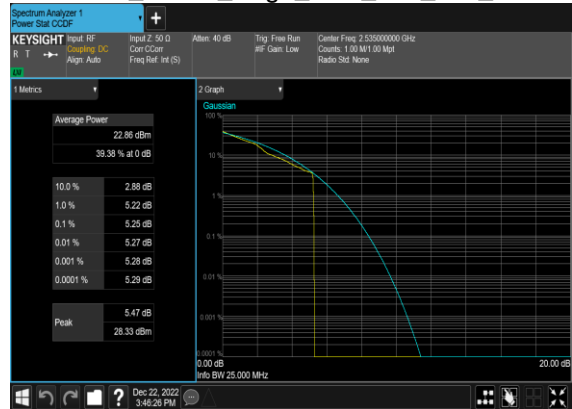 Spectrum Analyzer 1
Power Stat CCDF
KEYSIGHT
R T
LW
Input: RF
Coupling: DC
Align: Auto
Input Z: 50 Ω
Corr CCorr
Freq Ref: Int (S)
Atten: 40 dB
Trig: Free Run
#IF Gain: Low
Center Freq: 2.535000000 GHz
Counts: 1.00 M/1.00 Mpt
Radio Std: None
1 Metrics
Average Power
22.86 dBm
39.38 % at 0 dB
10.0 % 2.88 dB
1.0 % 5.22 dB
0.1 % 5.25 dB
0.01 % 5.27 dB
0.001 % 5.28 dB
0.0001 % 5.29 dB
Peak 5.47 dB
28.33 dBm
2 Graph
Gaussian
100 %
10 %
1 %
0.1 %
0.01 %
0.001 %
0.0001 %
0.00 dB
20.00 dB
Info BW 25.000 MHz
Dec 22, 2022
3:46:26 PM